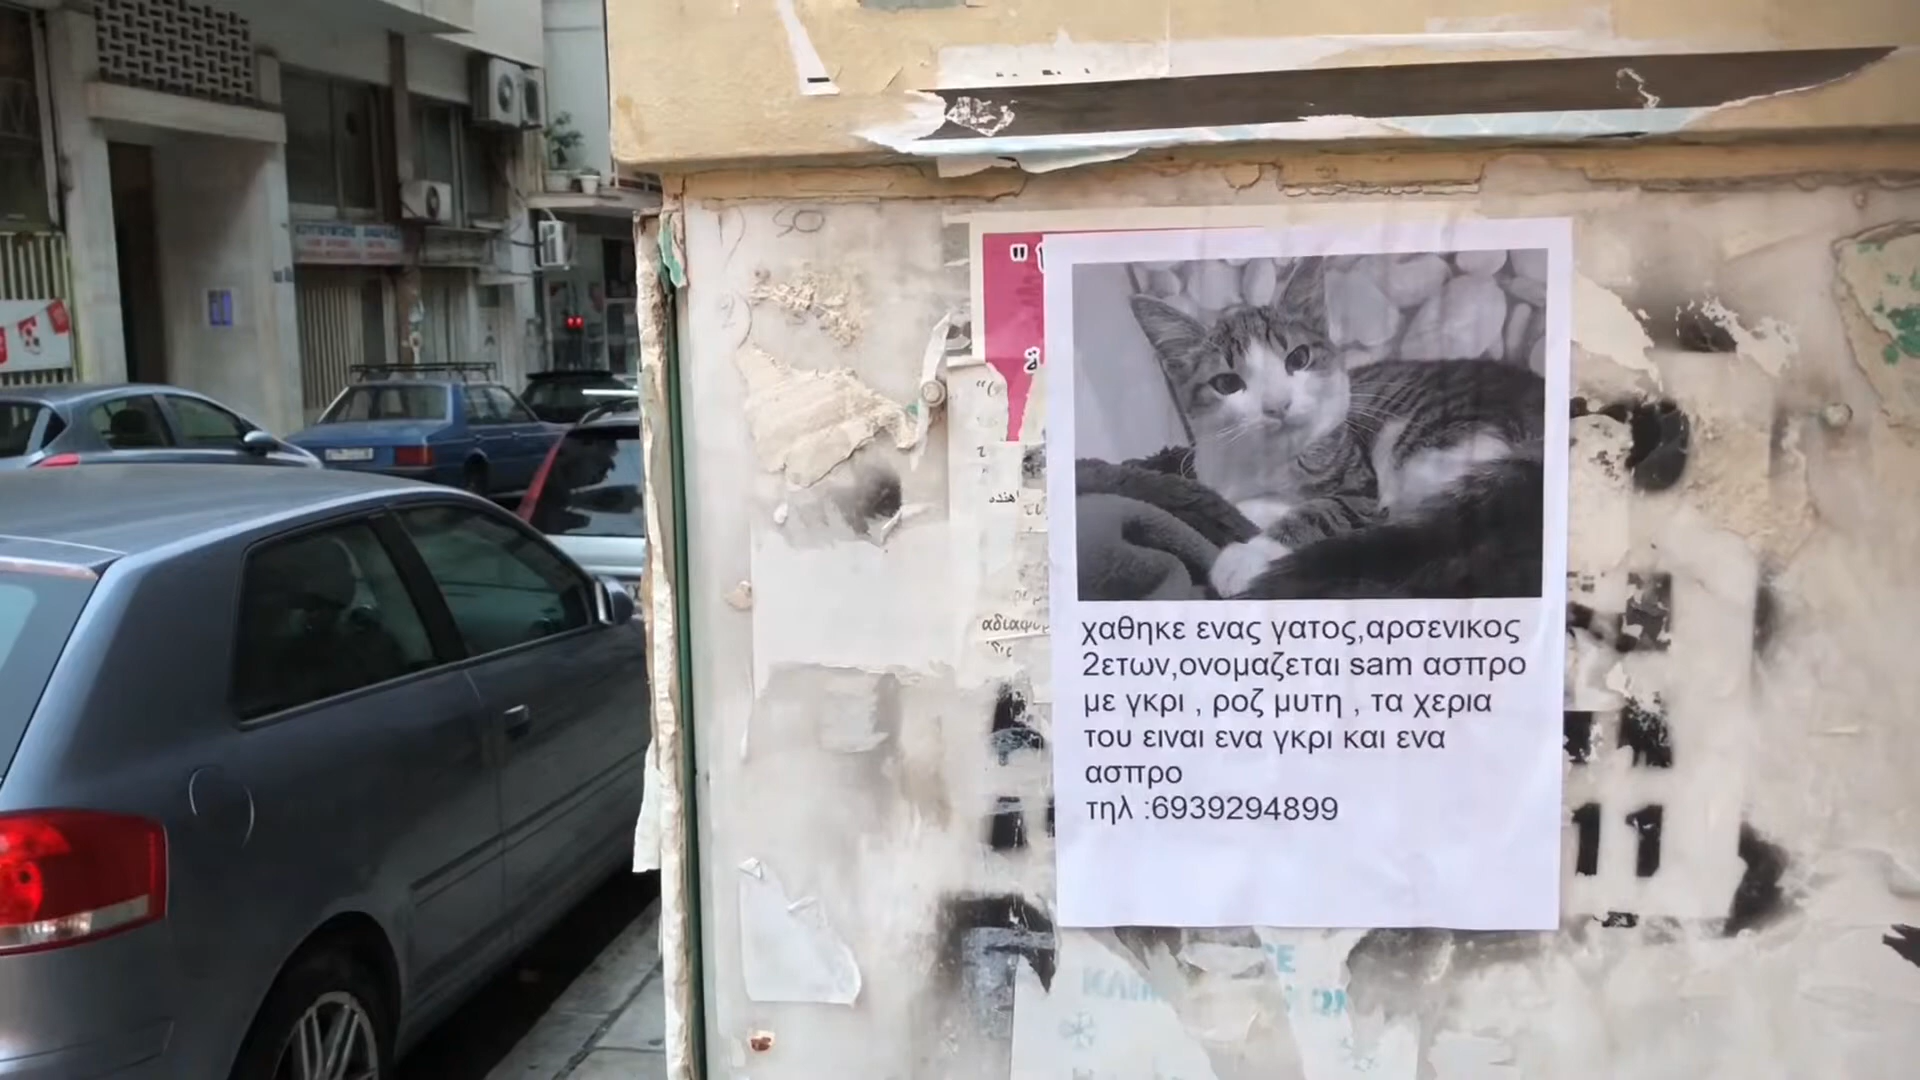 χαθηκε ενας γατος,αρσενικος
2ετων,ονομαζεται sam ασπρο
με γκρι , ροζ μυτη , τα χερια
του ειναι ενα γκρι και ενα
ασπρο
τηλ :6939294899
11